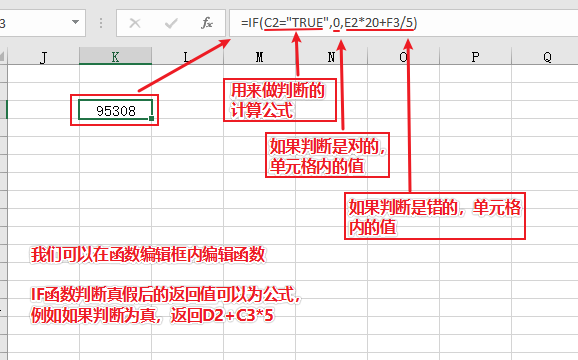 3
=IF(C2="TRUE",0,E2*20+F3/5)
J K L M N O P Q
95308
用来做判断的
计算公式
如果判断是对的，
单元格内的值
如果判断是错的，单元格
内的值
我们可以在函数编辑框内编辑函数
IF函数判断真假后的返回值可以为公式，
例如如果判断为真，返回D2+C3*5